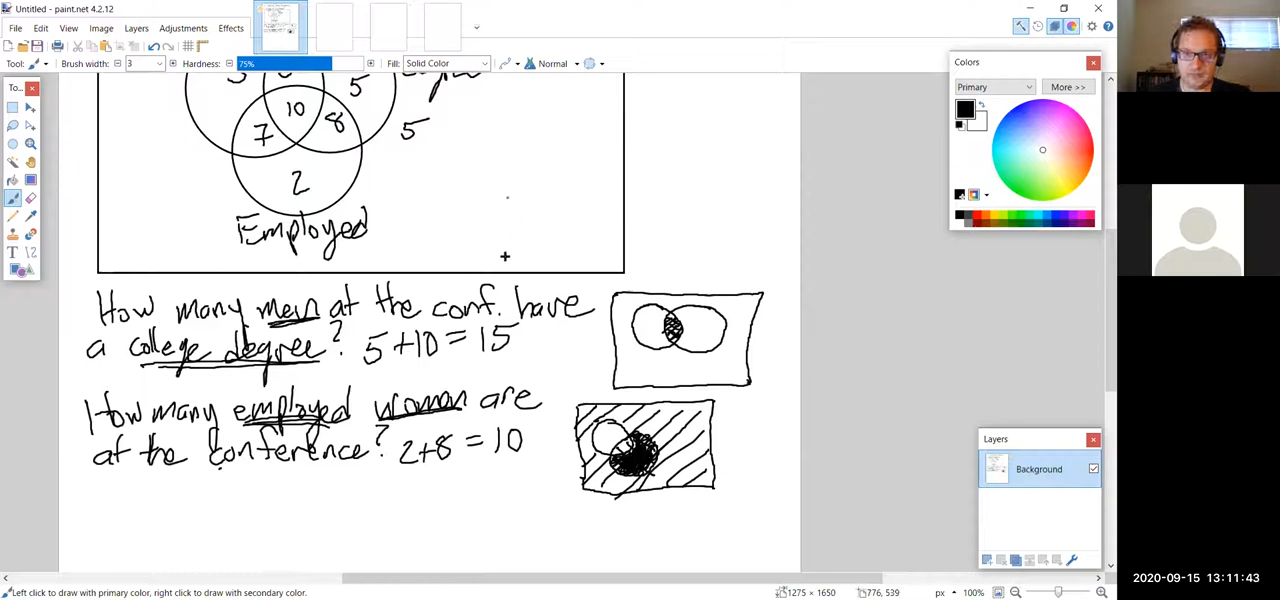 Untitled - paint.net 4.2.12
File Edit View Image Layers Adjustments Effects
Tool: Brush width: 3 Hardness: 75% Fill: Solid Color Normal
To...
5
10
8
7
5
2
Employed
How many men at the conf. have
a college degree? 5+10=15
How many employed woman are
at the conference? 2+8=10
Colors
Primary More >>
Layers
Background
2020-09-15 13:11:43
Left click to draw with primary color, right click to draw with secondary color. 1275 × 1650 776, 539 px 100%